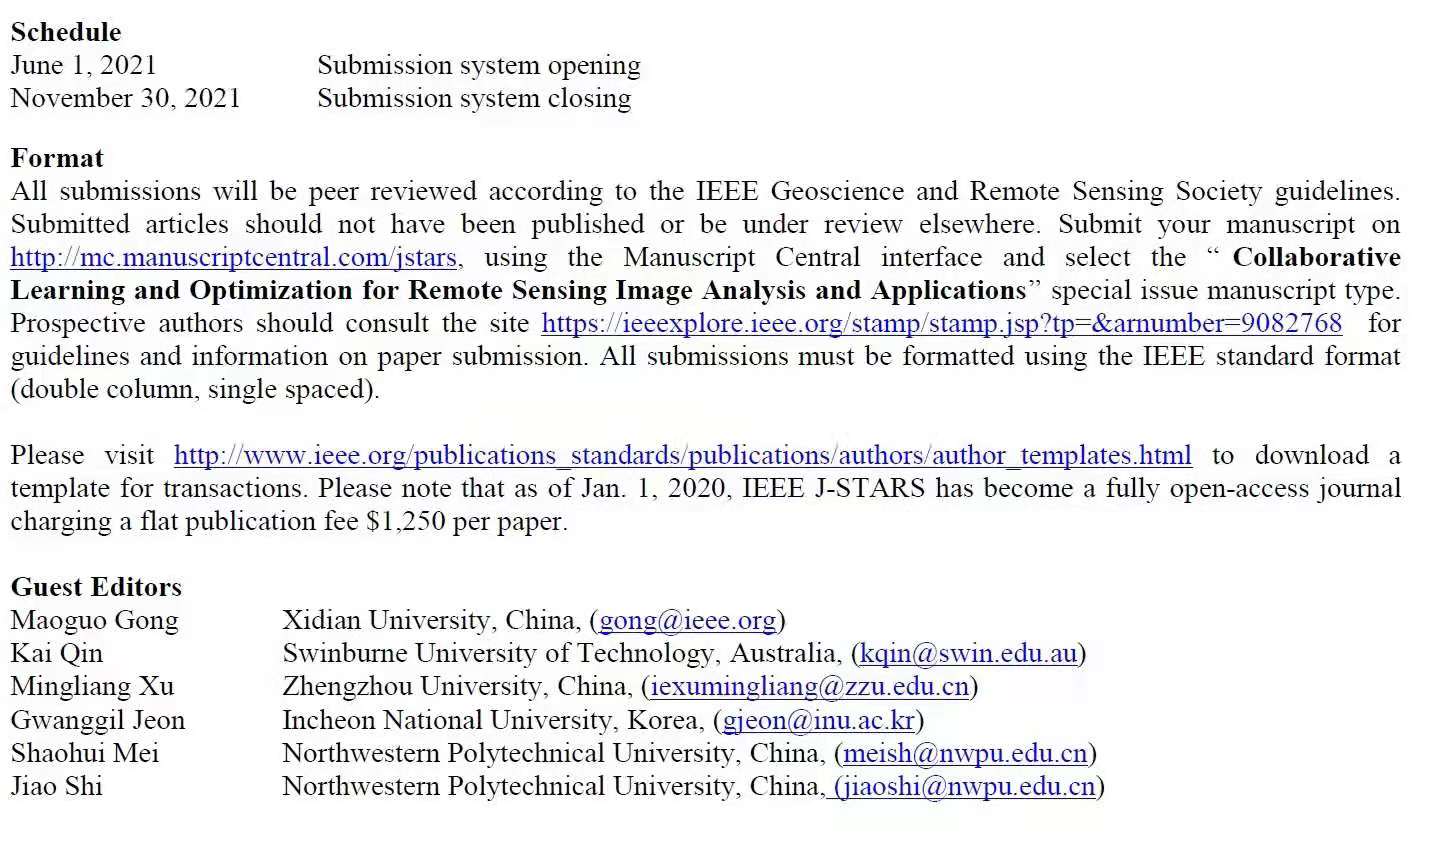 Schedule
June 1, 2021 Submission system opening
November 30, 2021 Submission system closing
Format
All submissions will be peer reviewed according to the IEEE Geoscience and Remote Sensing Society guidelines.
Submitted articles should not have been published or be under review elsewhere. Submit your manuscript on
http://mc.manuscriptcentral.com/jstars, using the Manuscript Central interface and select the “ Collaborative
Learning and Optimization for Remote Sensing Image Analysis and Applications” special issue manuscript type.
Prospective authors should consult the site https://ieeexplore.ieee.org/stamp/stamp.jsp?tp=&arnumber=9082768 for
guidelines and information on paper submission. All submissions must be formatted using the IEEE standard format
(double column, single spaced).
Please visit http://www.ieee.org/publications_standards/publications/authors/author_templates.html to download a
template for transactions. Please note that as of Jan. 1, 2020, IEEE J-STARS has become a fully open-access journal
charging a flat publication fee $1,250 per paper.
Guest Editors
Maoguo Gong Xidian University, China, (gong@ieee.org)
Kai Qin Swinburne University of Technology, Australia, (kqin@swin.edu.au)
Mingliang Xu Zhengzhou University, China, (iexumingliang@zzu.edu.cn)
Gwanggil Jeon Incheon National University, Korea, (gjeon@inu.ac.kr)
Shaohui Mei Northwestern Polytechnical University, China, (meish@nwpu.edu.cn)
Jiao Shi Northwestern Polytechnical University, China, (jiaoshi@nwpu.edu.cn)